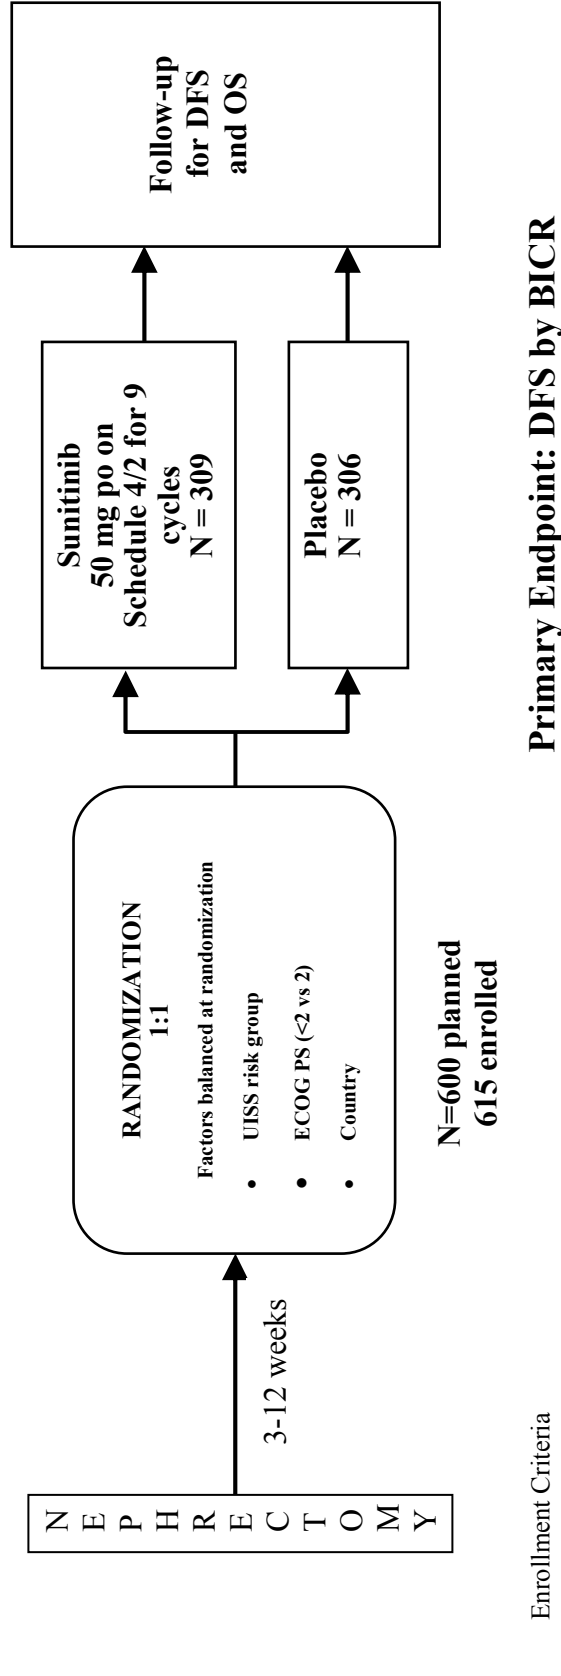 NEPHRECTOMY
3-12 weeks
RANDOMIZATION
1:1
Factors balanced at randomization
• UISS risk group
• ECOG PS (<2 vs 2)
• Country
N=600 planned
615 enrolled
Sunitinib
50 mg po on
Schedule 4/2 for 9
cycles
N = 309
Placebo
N = 306
Follow-up
for DFS
and OS
Primary Endpoint: DFS by BICR
Enrollment Criteria